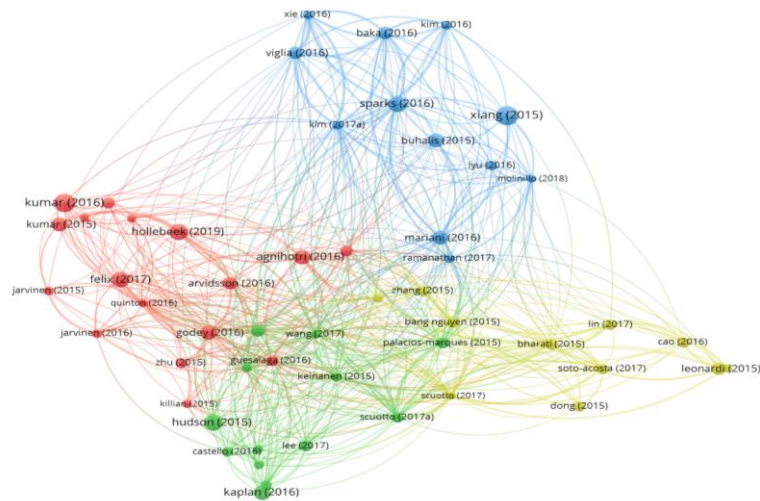 xie (2016)
kim (2016)
baka (2016)
viglia (2016)
sparks (2016)
xiang (2015)
kim (2017a)
buhalis (2015)
lyu (2016)
molinillo (2018)
kumar (2016)
kumar (2015)
hollebeek (2019)
mariani (2016)
agnihotri (2016)
ramanathan (2017)
felix (2017)
arvidsson (2016)
jarvinen (2015)
zhang (2015)
quinton (2016)
bang-nguyen (2015)
lin (2017)
jarvinen (2016)
godey (2016)
wang (2017)
palacios-marques (2015)
bharati (2015)
cao (2016)
zhu (2015)
guesalaga (2016)
soto-acosta (2017)
leonardi (2015)
keinanen (2015)
scuotto (2017)
killian (2015)
dong (2015)
scuotto (2017a)
hudson (2015)
castello (2016)
lee (2017)
kaplan (2016)